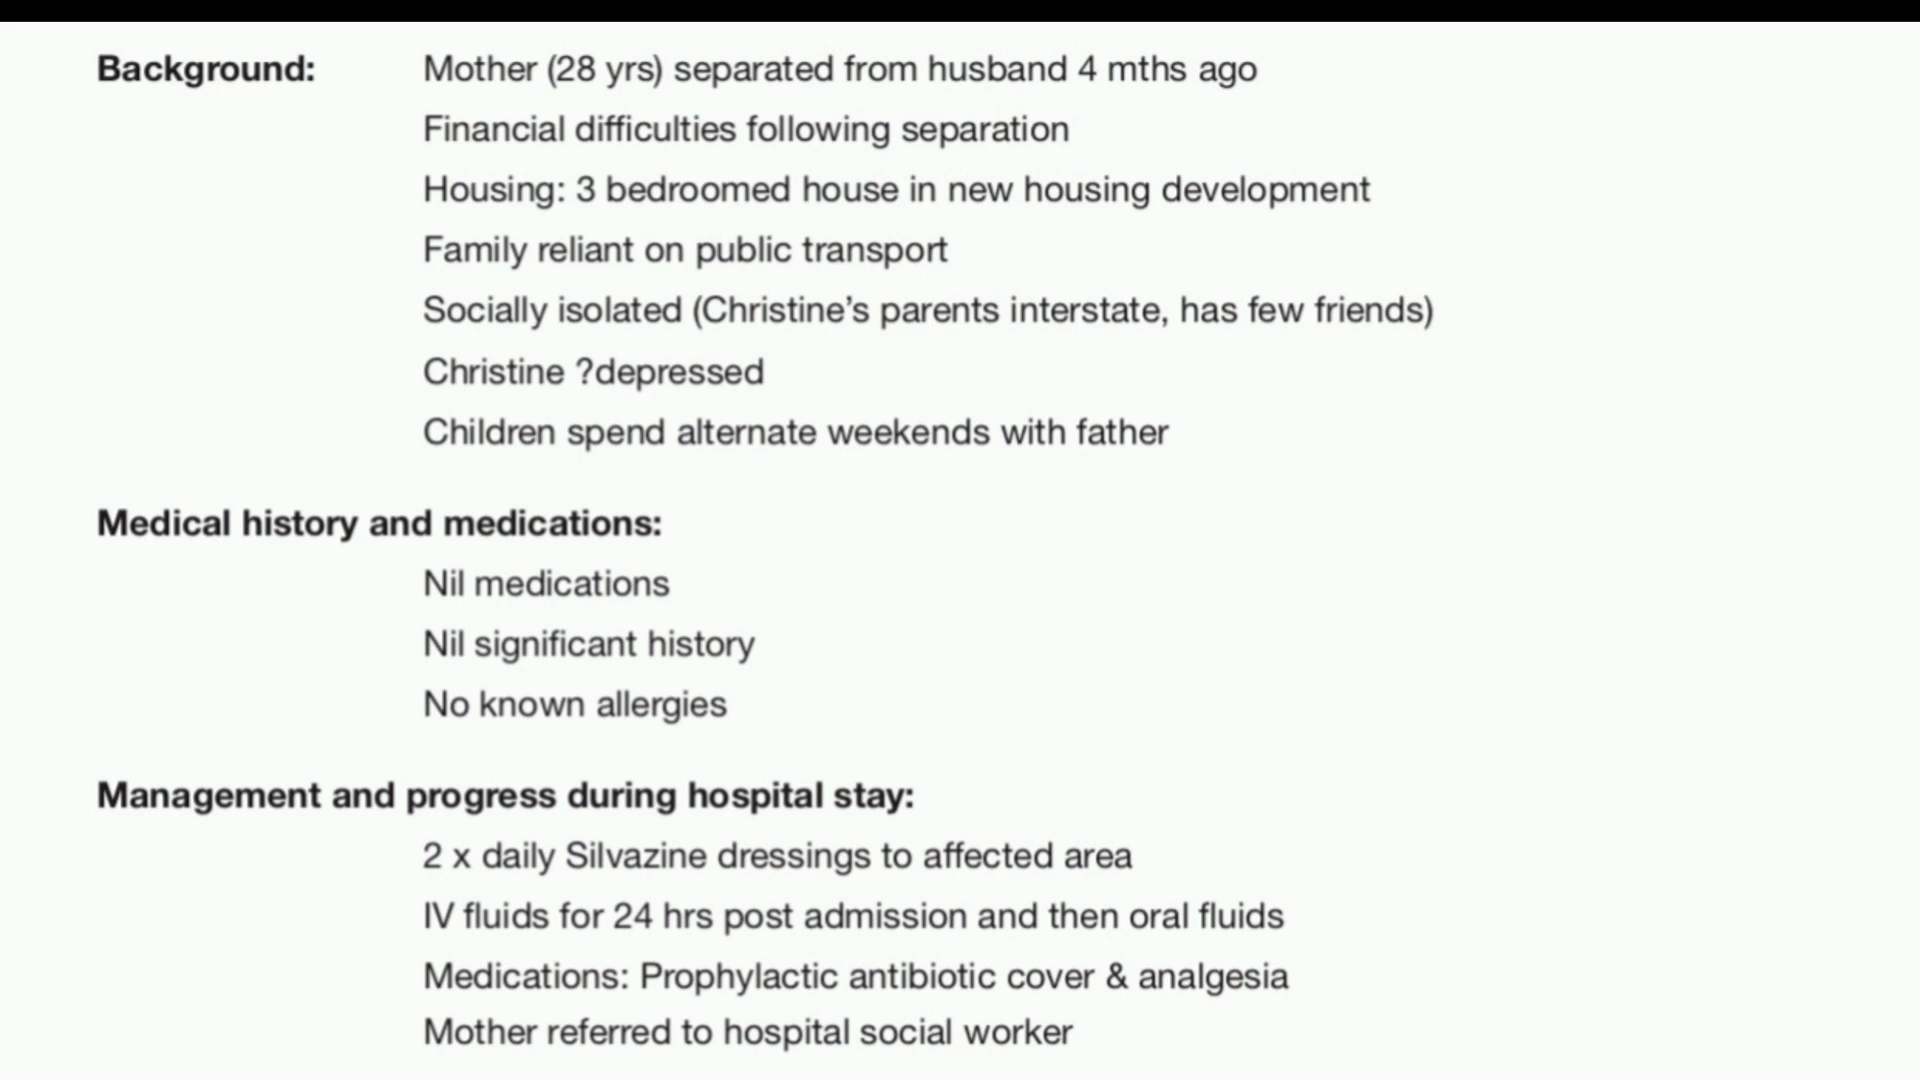 Background: Mother (28 yrs) separated from husband 4 mths ago
Financial difficulties following separation
Housing: 3 bedroomed house in new housing development
Family reliant on public transport
Socially isolated (Christine’s parents interstate, has few friends)
Christine ?depressed
Children spend alternate weekends with father
Medical history and medications:
Nil medications
Nil significant history
No known allergies
Management and progress during hospital stay:
2 x daily Silvazine dressings to affected area
IV fluids for 24 hrs post admission and then oral fluids
Medications: Prophylactic antibiotic cover & analgesia
Mother referred to hospital social worker